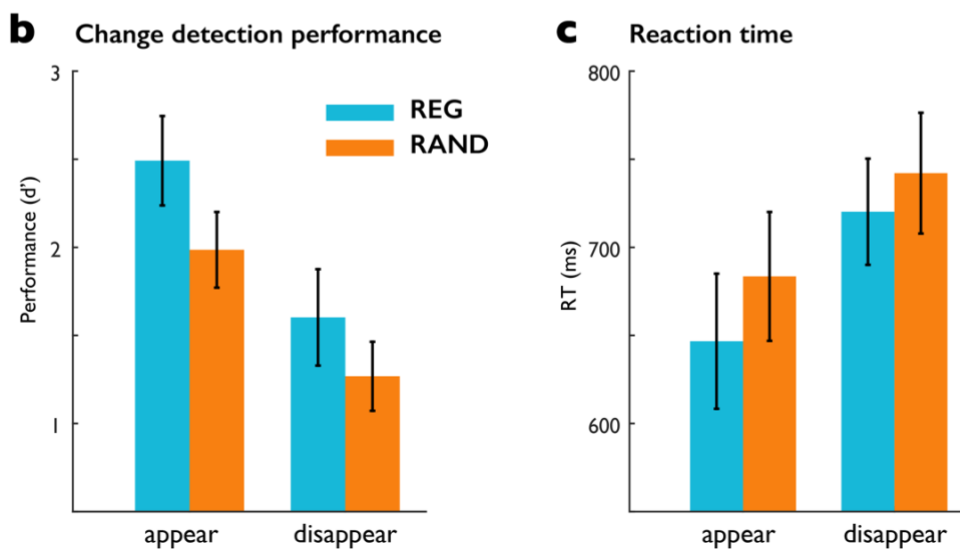 b Change detection performance
3
2
1
Performance (d')
REG
RAND
appear disappear
c Reaction time
800
700
600
RT (ms)
appear disappear